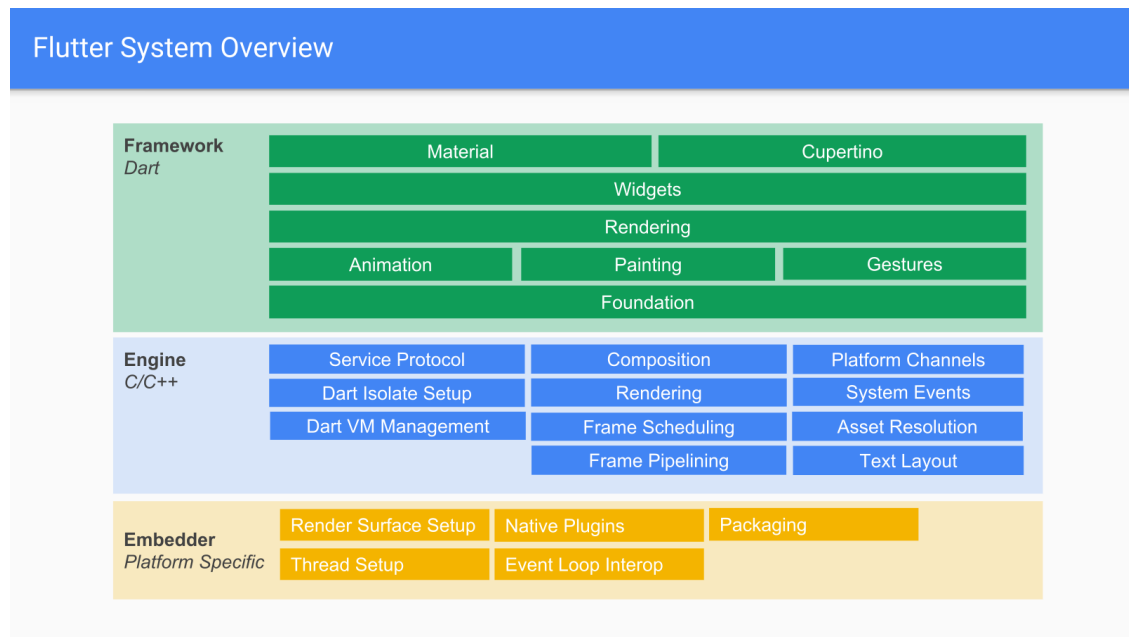 Flutter System Overview
Framework
Dart
Material
Cupertino
Widgets
Rendering
Animation
Painting
Gestures
Foundation
Engine
C/C++
Service Protocol
Composition
Platform Channels
Dart Isolate Setup
Rendering
System Events
Dart VM Management
Frame Scheduling
Asset Resolution
Frame Pipelining
Text Layout
Embedder
Platform Specific
Render Surface Setup
Native Plugins
Packaging
Thread Setup
Event Loop Interop